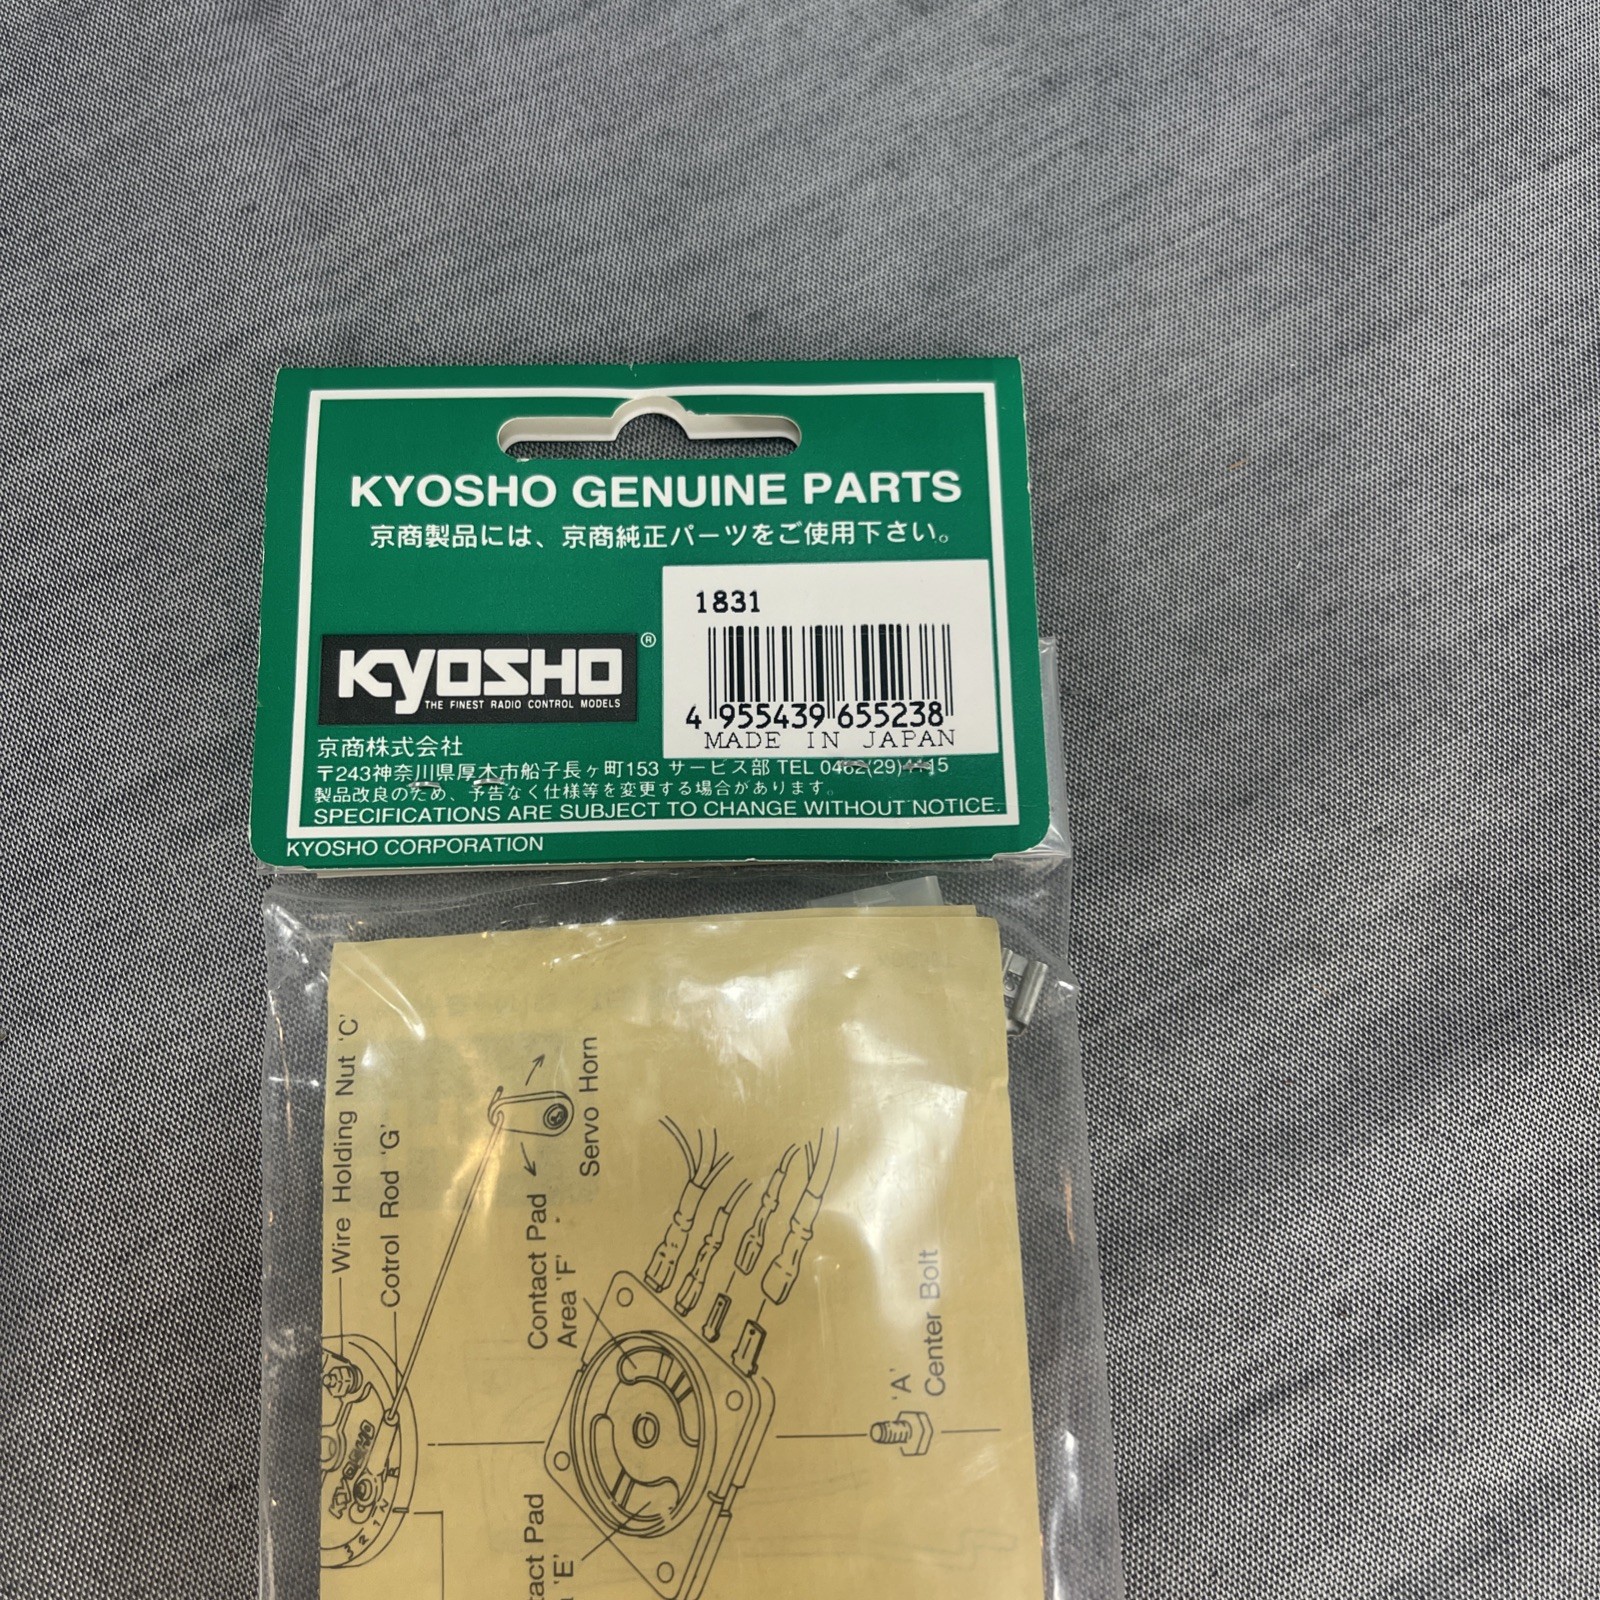 KYOSHO GENUINE PARTS
京商製品には、京商純正パーツをご使用下さい。
1831
KYOSHO ®
THE FINEST RADIO CONTROL MODELS
4 955439 655238
MADE IN JAPAN
京商株式会社
〒243神奈川県厚木市船子長ヶ町153 サービス部 TEL 0462(29)4115
製品改良のため、予告なく仕様等を変更する場合があります。
SPECIFICATIONS ARE SUBJECT TO CHANGE WITHOUT NOTICE.
KYOSHO CORPORATION
Wire Holding Nut 'C'
Cotrol Rod 'G'
Servo Horn
Contact Pad
Area 'F'
'A'
Center Bolt
tact Pad
'E'
KYOSHO
3 2 1 N R